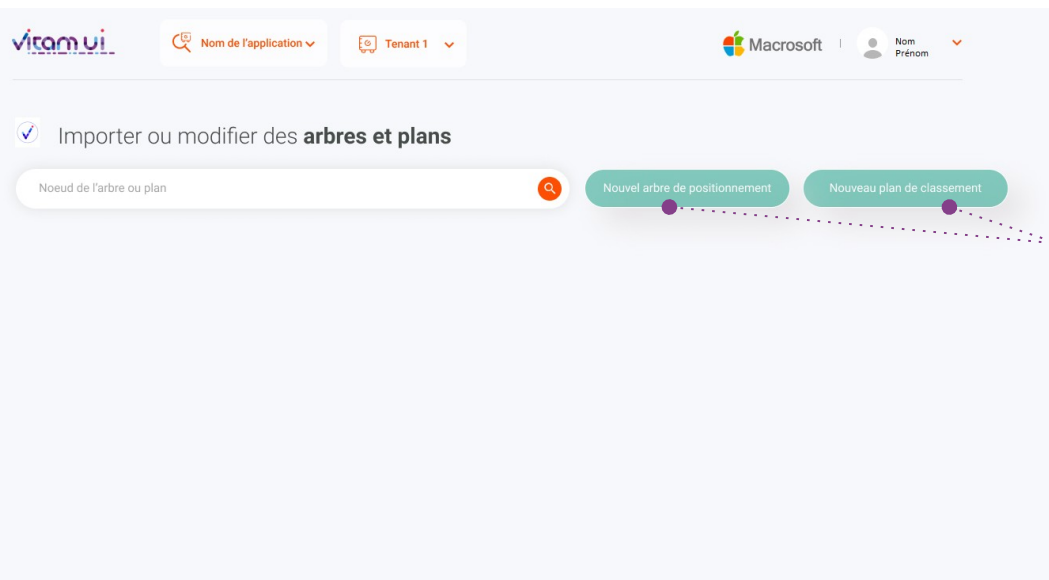 vitam ui
Nom de l'application
Tenant 1
Macrosoft
Nom
Prénom
Importer ou modifier des arbres et plans
Noeud de l'arbre ou plan
Nouvel arbre de positionnement
Nouveau plan de classement